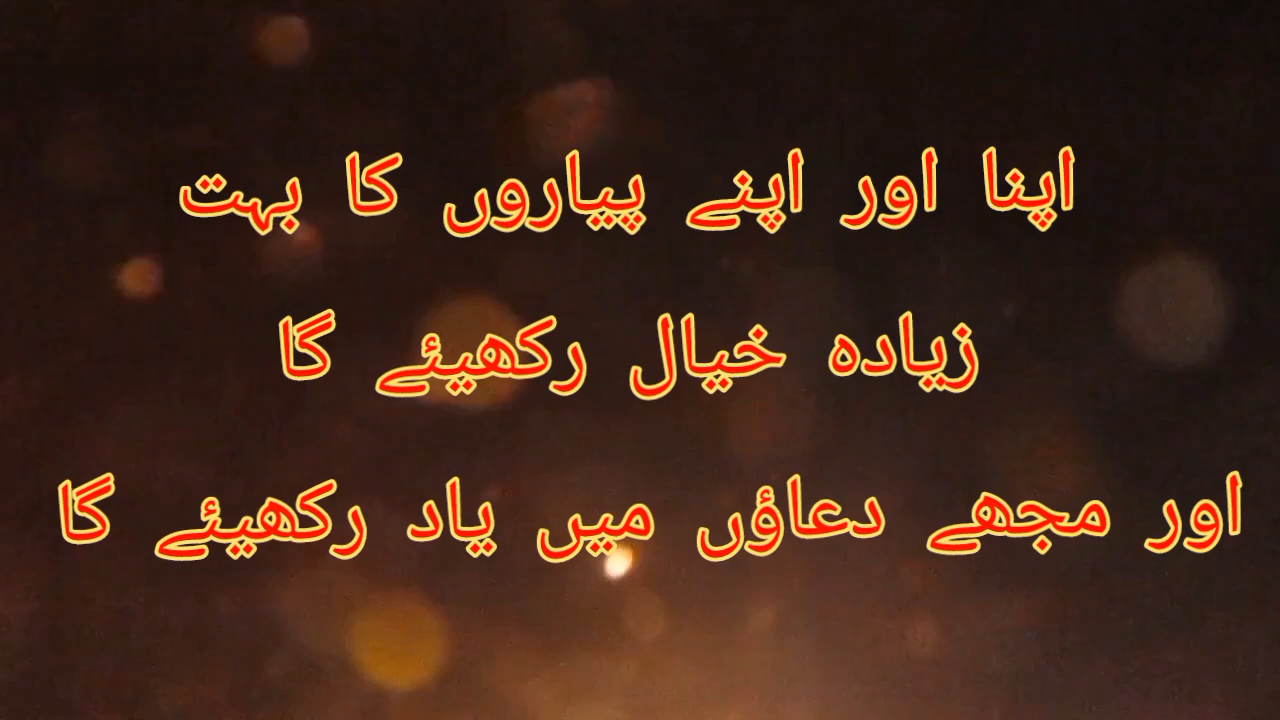 اپنا اور اپنے پیاروں کا بہت
زیادہ خیال رکھیئے گا
اور مجھے دعاؤں میں یاد رکھیئے گا